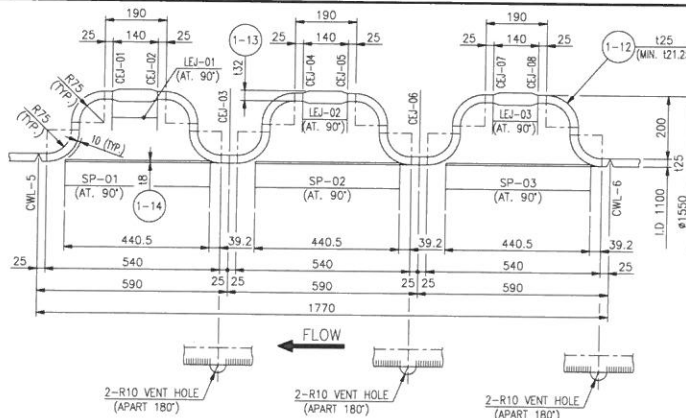 190
190
190
25
140
25
25
140
25
25
140
25
1-13
1-12
t25
(MIN. t21.25
CEJ-01
CEJ-02
CEJ-03
CEJ-04
CEJ-05
CEJ-06
CEJ-07
CEJ-08
LEJ-01
(AT. 90°)
t32
LEJ-02
(AT. 90°)
LEJ-03
(AT. 90°)
R75
(TYP.)
R75
(TYP.)
10 (TYP.)
200
t25
I.D 1100
ø1550
CWL-5
CWL-6
t8
1-14
SP-01
(AT. 90°)
SP-02
(AT. 90°)
SP-03
(AT. 90°)
440.5
39.2
440.5
39.2
440.5
39.2
25
540
25
25
540
25
25
540
25
590
590
590
1770
FLOW
2-R10 VENT HOLE
(APART 180°)
2-R10 VENT HOLE
(APART 180°)
2-R10 VENT HOLE
(APART 180°)